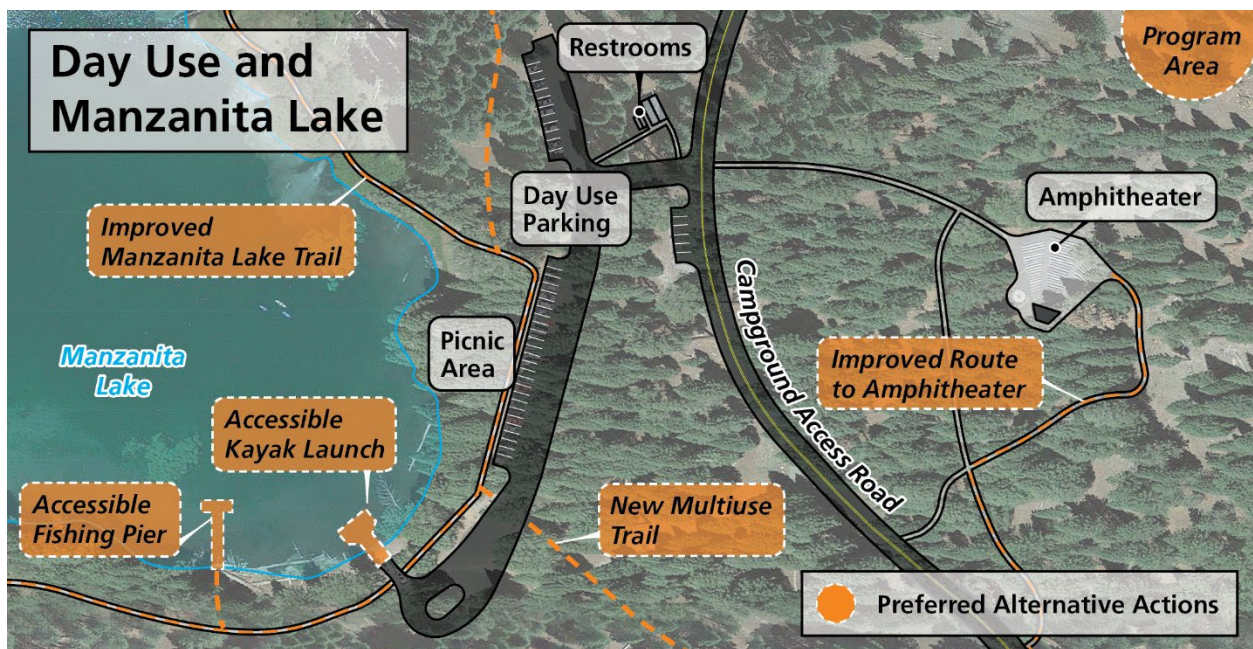 Day Use and
Manzanita Lake
Restrooms
Program
Area
Day Use
Parking
Amphitheater
Improved
Manzanita Lake Trail
Campground Access Road
Picnic
Area
Manzanita
Lake
Improved Route
to Amphitheater
Accessible
Kayak Launch
Accessible
Fishing Pier
New Multiuse
Trail
Preferred Alternative Actions